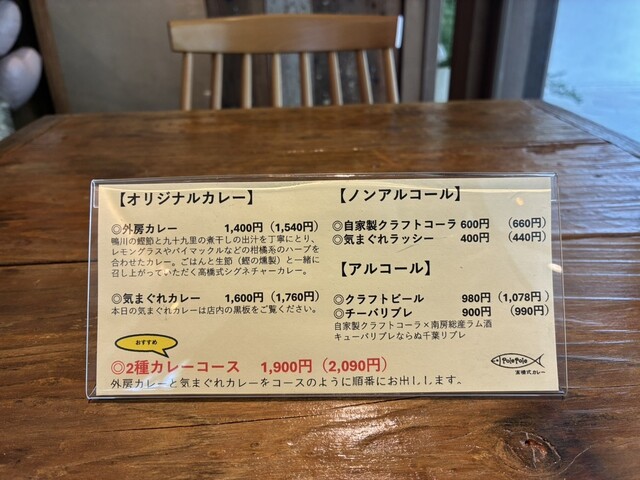 【オリジナルカレー】
◎外房カレー 1,400円（1,540円）
鴨川の鰹節と九十九里の煮干しの出汁を丁寧にとり、
レモングラスやバイマックルなどの柑橘系のハーブを
合わせたカレー。ごはんと生節（鰹の燻製）と一緒に
召し上がっていただく高橋式シグネチャーカレー。
◎気まぐれカレー 1,600円（1,760円）
本日の気まぐれカレーは店内の黒板をご覧ください。
おすすめ
◎2種カレーコース 1,900円（2,090円）
外房カレーと気まぐれカレーをコースのように順番にお出しします。
【ノンアルコール】
◎自家製クラフトコーラ 600円 （660円）
◎気まぐれラッシー 400円 （440円）
【アルコール】
◎クラフトビール 980円（1,078円）
◎チーバリブレ 900円 （990円）
自家製クラフトコーラ×南房総産ラム酒
キューバリブレならぬ千葉リブレ
PolePole
高橋式カレー